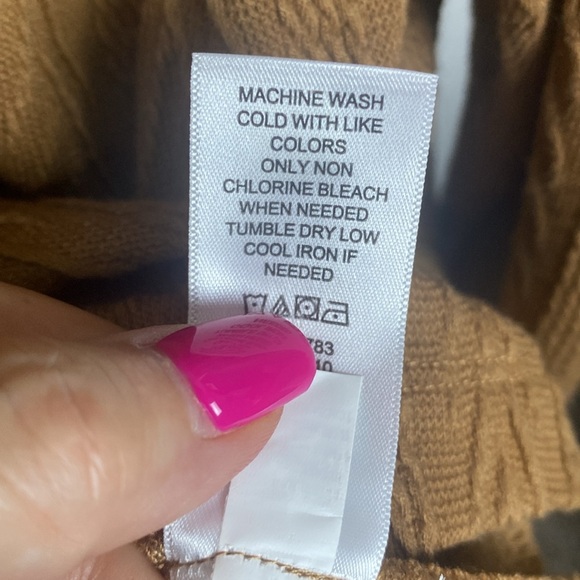 MACHINE WASH
COLD WITH LIKE
COLORS
ONLY NON
CHLORINE BLEACH
WHEN NEEDED
TUMBLE DRY LOW
COOL IRON IF
NEEDED